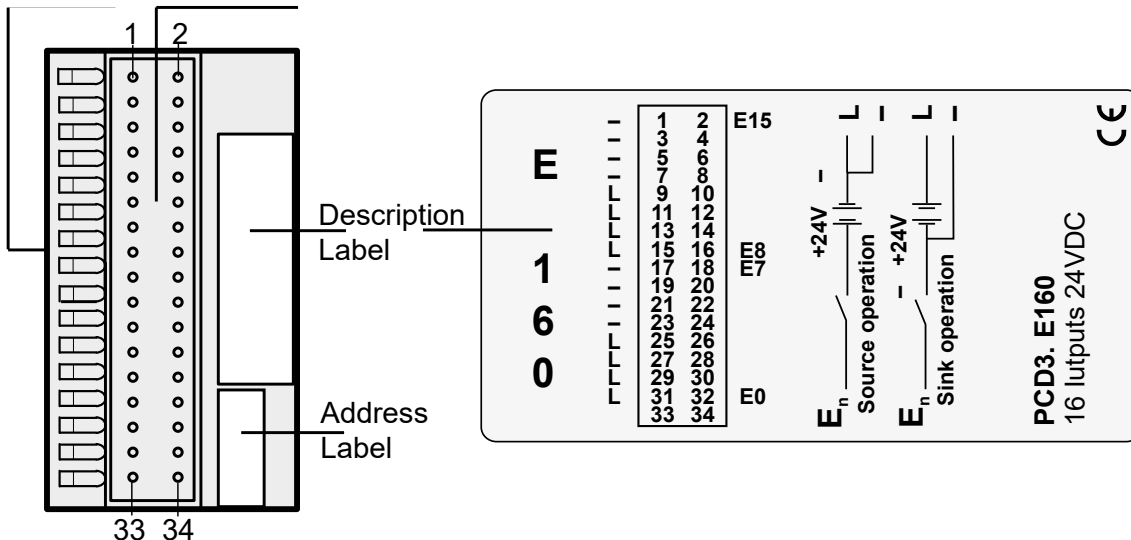 1 2
Description
Label
Address
Label
33 34
E
1
6
0
– 1 2 E15
– 3 4
– 5 6
– 7 8
L 9 10
L 11 12
L 13 14
L 15 16 E8
– 17 18 E7
– 19 20
– 21 22
– 23 24
L 25 26
L 27 28
L 29 30
L 31 32 E0
33 34
En +24V – L –
Source operation
En – +24V L –
Sink operation
PCD3. E160
16 Iutputs 24VDC
CE